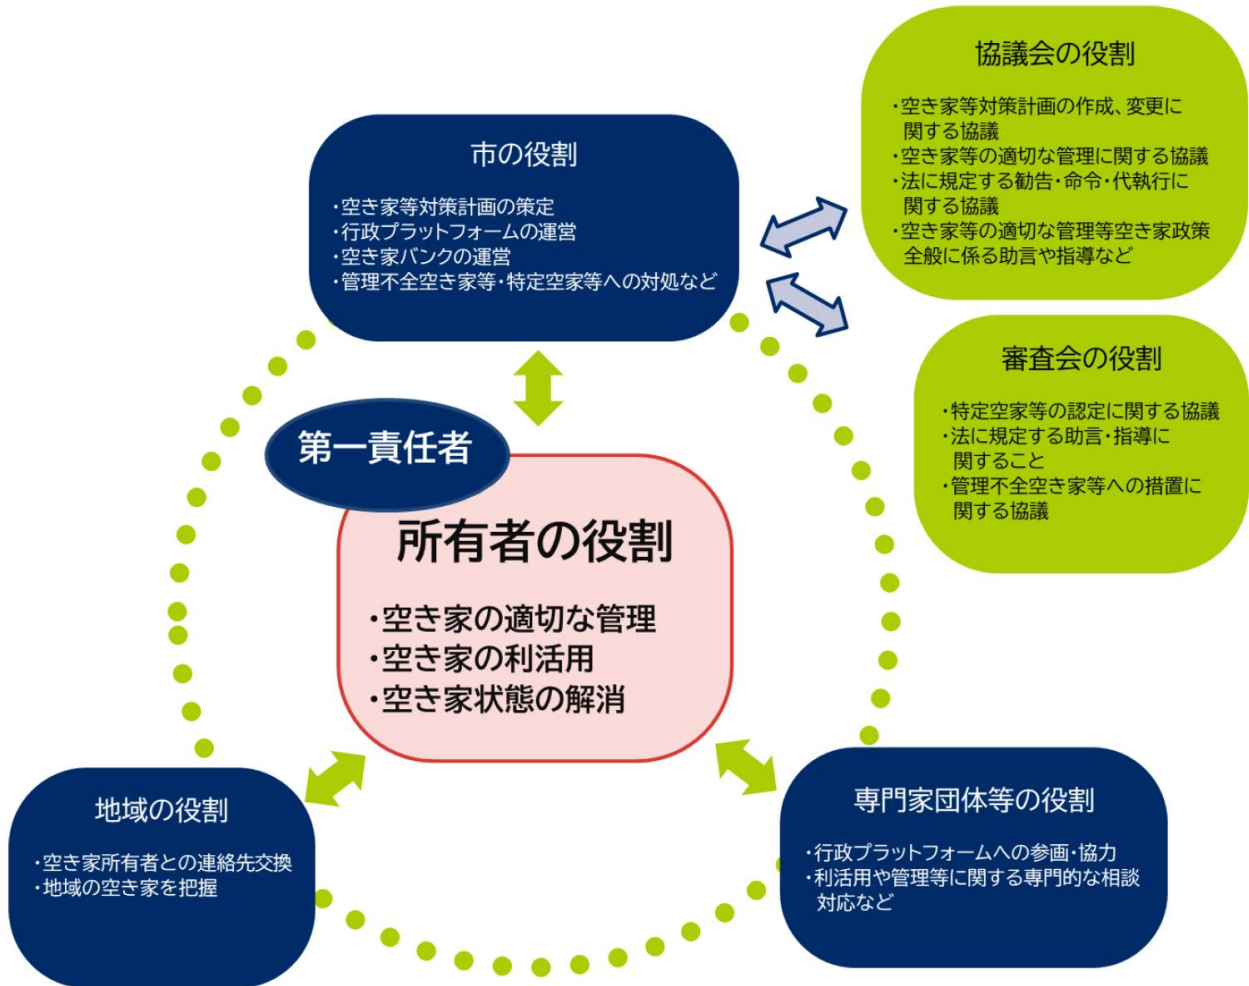 市の役割
・空き家等対策計画の策定
・行政プラットフォームの運営
・空き家バンクの運営
・管理不全空き家等・特定空家等への対処など
協議会の役割
・空き家等対策計画の作成、変更に
関する協議
・空き家等の適切な管理に関する協議
・法に規定する勧告・命令・代執行に
関する協議
・空き家等の適切な管理等空き家政策
全般に係る助言や指導など
審査会の役割
・特定空家等の認定に関する協議
・法に規定する助言・指導に
関すること
・管理不全空き家等への措置に
関する協議
第一責任者
所有者の役割
・空き家の適切な管理
・空き家の利活用
・空き家状態の解消
地域の役割
・空き家所有者との連絡先交換
・地域の空き家を把握
専門家団体等の役割
・行政プラットフォームへの参画・協力
・利活用や管理等に関する専門的な相談
対応など